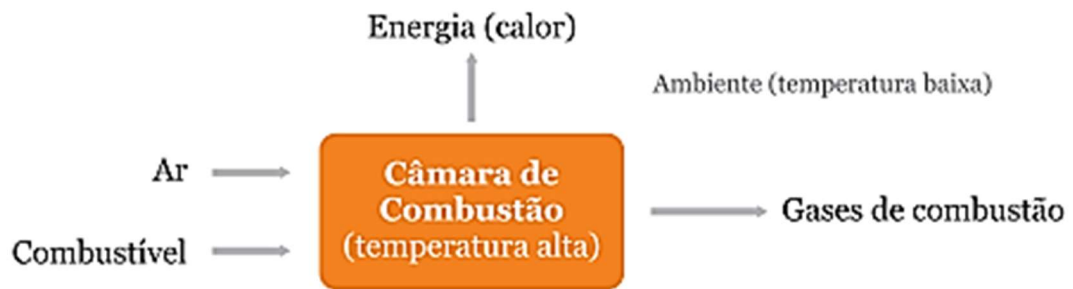 Energia (calor)
Ambiente (temperatura baixa)
Ar
Câmara de
Combustão
(temperatura alta)
Gases de combustão
Combustível